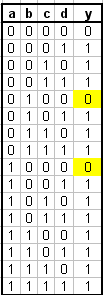 a b c d y
0 0 0 0 0
0 0 0 1 1
0 0 1 0 1
0 0 1 1 1
0 1 0 0 0
0 1 0 1 1
0 1 1 0 1
0 1 1 1 1
1 0 0 0 0
1 0 0 1 1
1 0 1 0 1
1 0 1 1 1
1 1 0 0 1
1 1 0 1 1
1 1 1 0 1
1 1 1 1 1